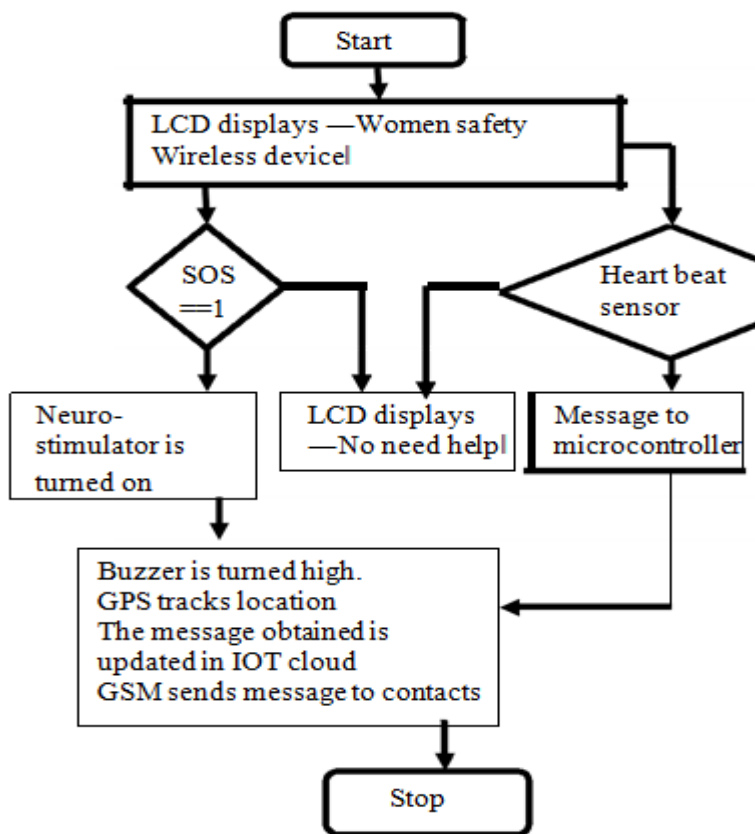 Start
LCD displays —Women safety
Wireless device‖
SOS
==1
Heart beat
sensor
Neuro-
stimulator is
turned on
LCD displays
—No need help‖
Message to
microcontroller
Buzzer is turned high.
GPS tracks location
The message obtained is
updated in IOT cloud
GSM sends message to contacts
Stop